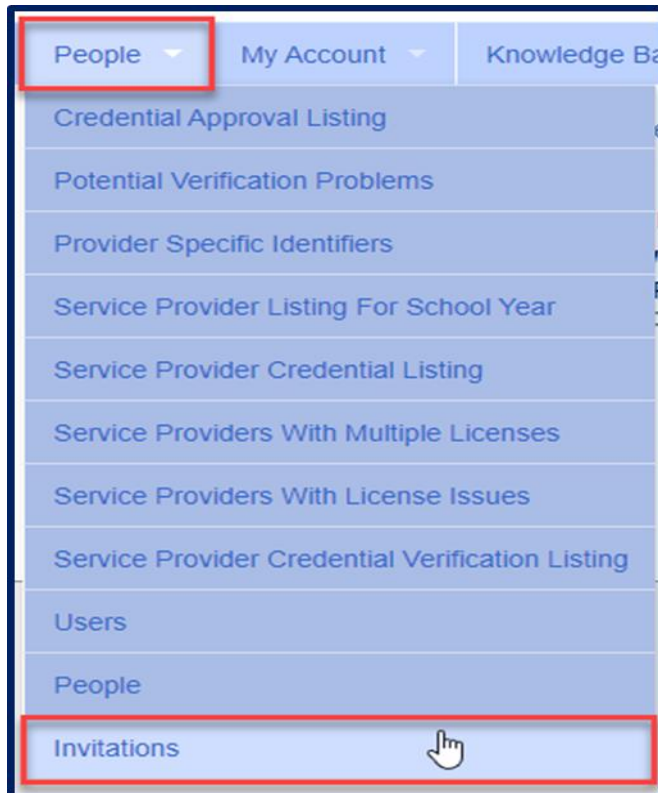 People
My Account
Knowledge
Credential Approval Listing
Potential Verification Problems
Provider Specific Identifiers
Service Provider Listing For School Year
Service Provider Credential Listing
Service Providers With Multiple Licenses
Service Providers With License Issues
Service Provider Credential Verification Listing
Users
People
Invitations